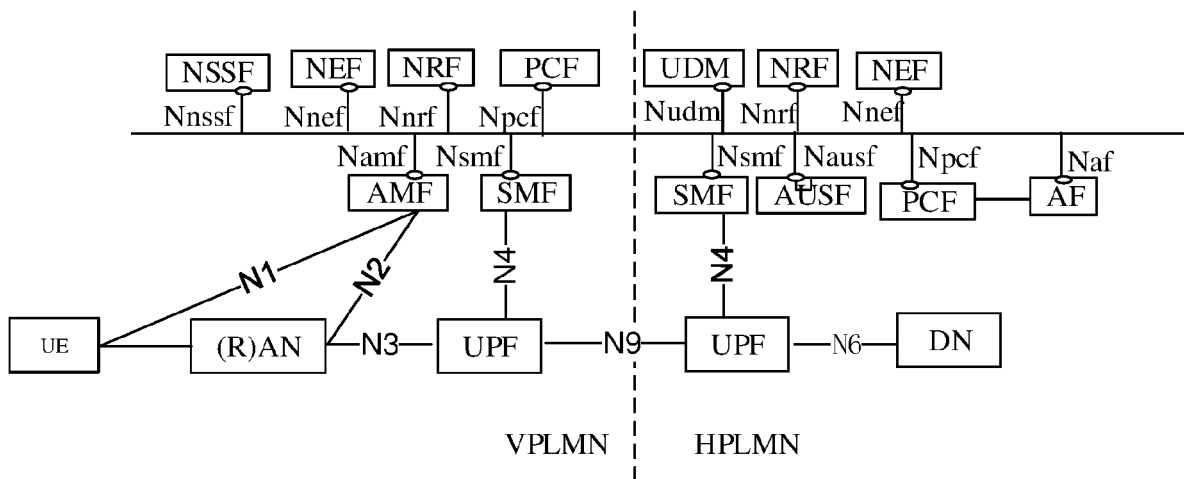 NSSF NEF NRF PCF UDM NRF NEF
Nnssf Nnef Nnrf Npcf Nudm Nnrf Nnef
Namf Nsmf Nsmf Nausf Npcf Naf
AMF SMF SMF AUSF PCF AF
N1 N2 N4 N4
UE (R)AN N3 UPF N9 UPF N6 DN
VPLMN HPLMN